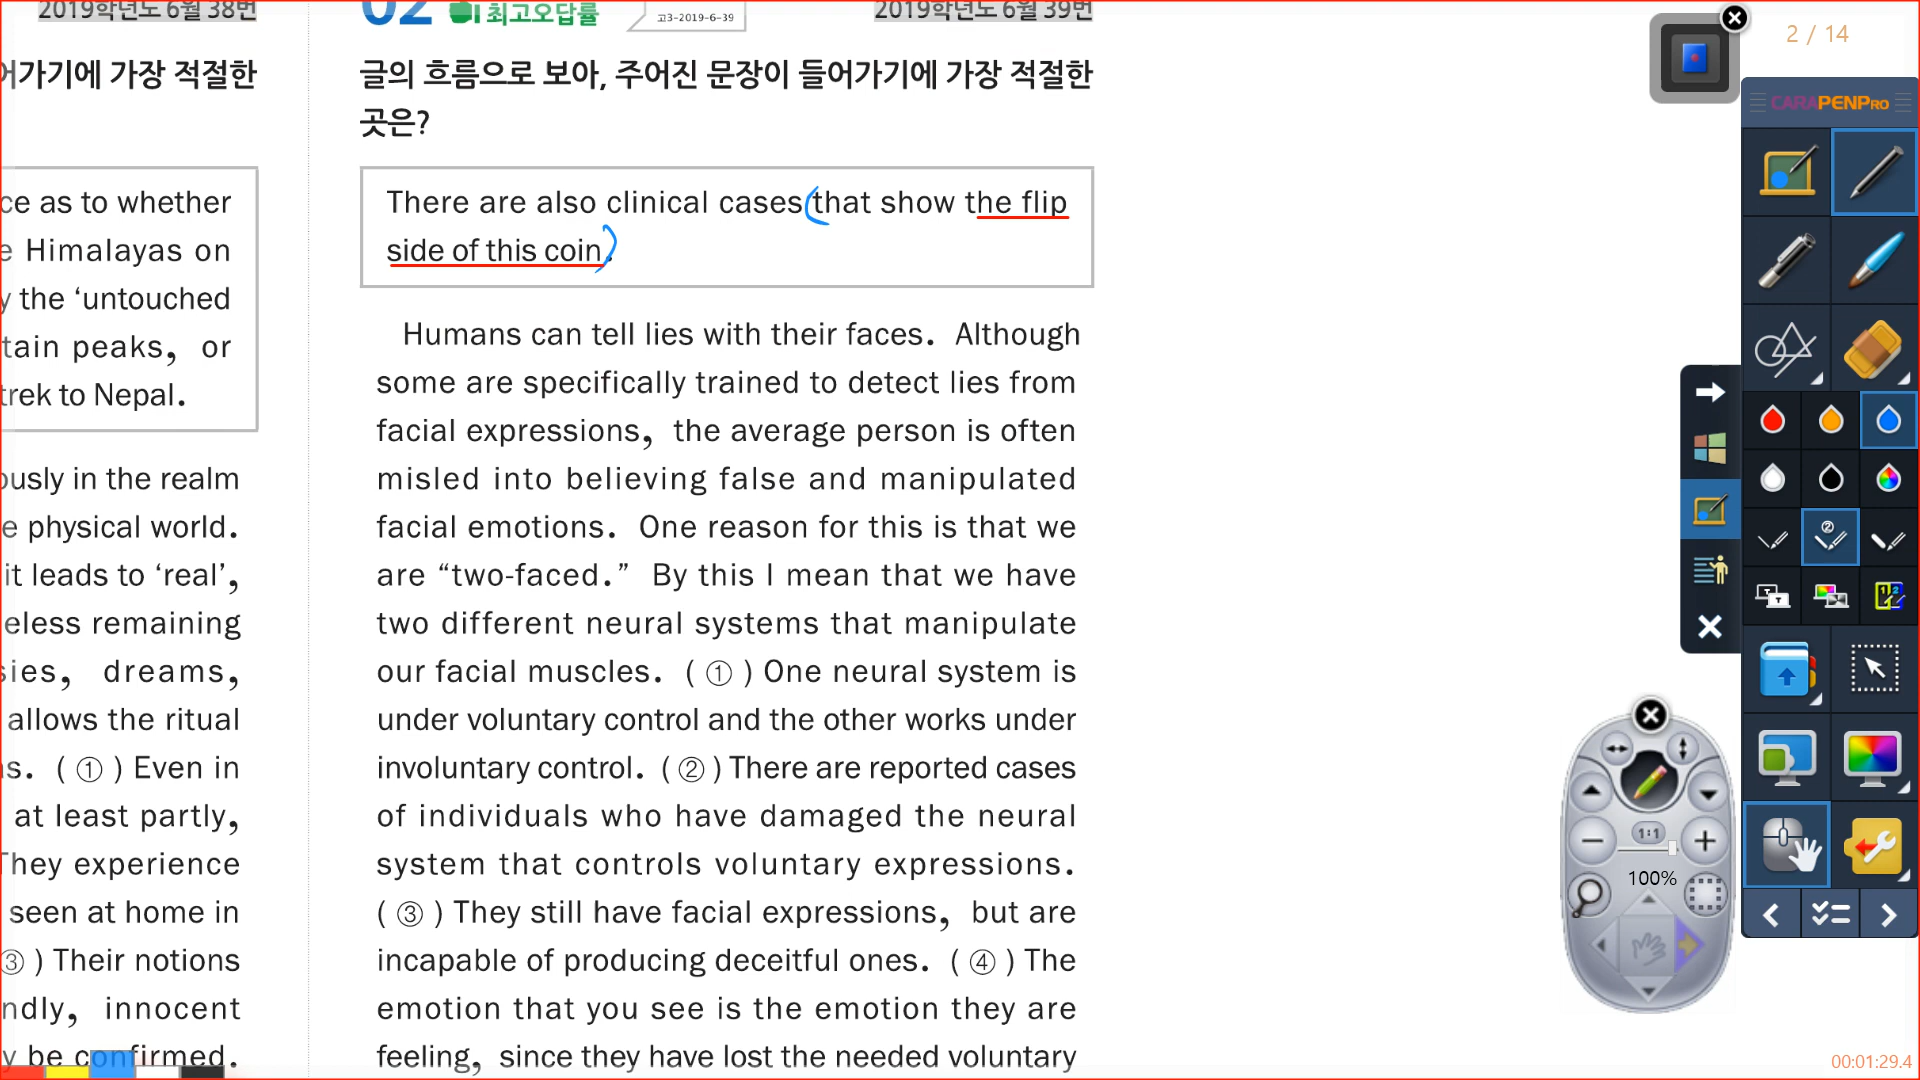 2019학년도 6월 38번
어가기에 가장 적절한
ce as to whether
e Himalayas on
y the ‘untouched
tain peaks, or
trek to Nepal.
ously in the realm
e physical world.
it leads to ‘real’,
eless remaining
sies, dreams,
allows the ritual
s. ( ① ) Even in
at least partly,
They experience
seen at home in
③ ) Their notions
ndly, innocent
y be confirmed.
02 최고오답률 고3-2019-6-39 2019학년도 6월 39번
글의 흐름으로 보아, 주어진 문장이 들어가기에 가장 적절한
곳은?
There are also clinical cases that show the flip
side of this coin.
Humans can tell lies with their faces. Although
some are specifically trained to detect lies from
facial expressions, the average person is often
misled into believing false and manipulated
facial emotions. One reason for this is that we
are “two-faced.” By this I mean that we have
two different neural systems that manipulate
our facial muscles. ( ① ) One neural system is
under voluntary control and the other works under
involuntary control. ( ② ) There are reported cases
of individuals who have damaged the neural
system that controls voluntary expressions.
( ③ ) They still have facial expressions, but are
incapable of producing deceitful ones. ( ④ ) The
emotion that you see is the emotion they are
feeling, since they have lost the needed voluntary
2 / 14
CARAPENPRO
②
1:1
100%
00:01:29.4